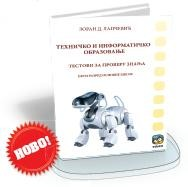 ЗОРАН Д. ЛАПЧЕВИЋ
ТЕХНИЧКО И ИНФОРМАТИЧКО
ОБРАЗОВАЊЕ
ТЕСТОВИ ЗА ПРОВЕРУ ЗНАЊА
НОВО!